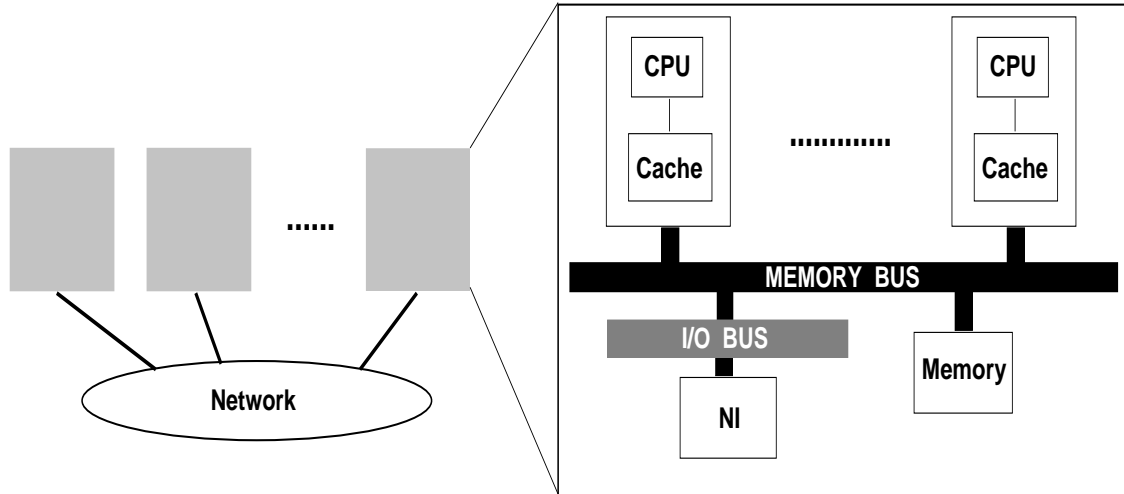 CPU
CPU
Cache
Cache
MEMORY BUS
I/O BUS
Memory
NI
Network